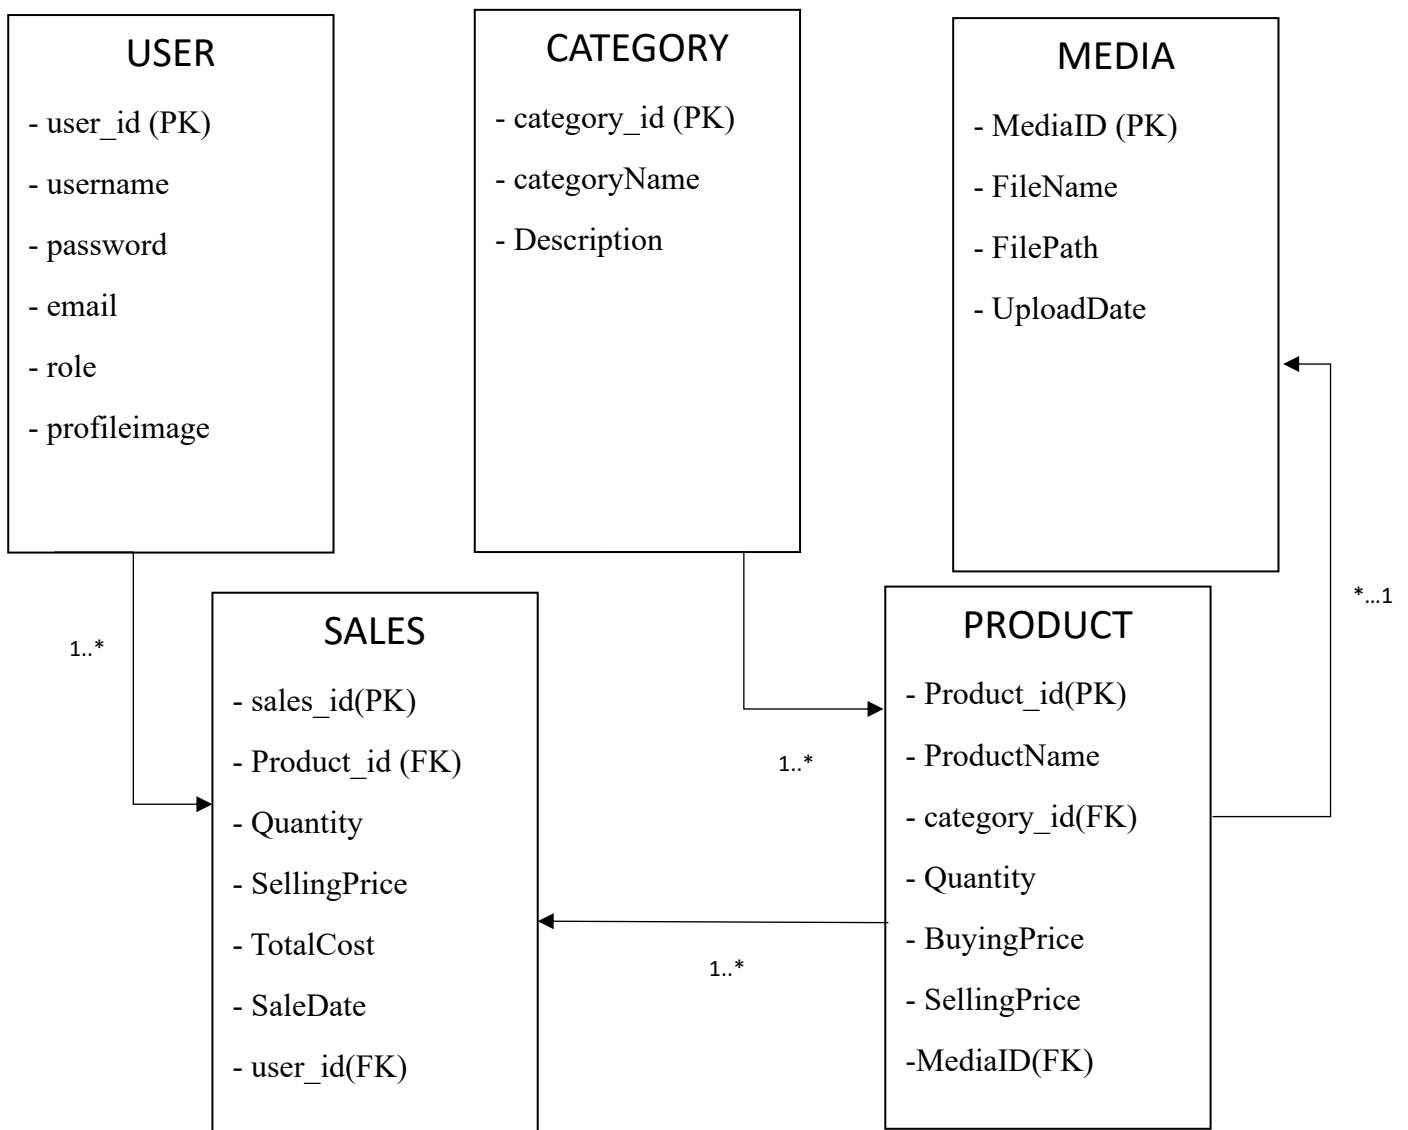 USER
- user_id (PK)
- username
- password
- email
- role
- profileimage
CATEGORY
- category_id (PK)
- categoryName
- Description
MEDIA
- MediaID (PK)
- FileName
- FilePath
- UploadDate
1..*
SALES
- sales_id(PK)
- Product_id (FK)
- Quantity
- SellingPrice
- TotalCost
- SaleDate
- user_id(FK)
1..*
1..*
PRODUCT
- Product_id(PK)
- ProductName
- category_id(FK)
- Quantity
- BuyingPrice
- SellingPrice
-MediaID(FK)
*...1